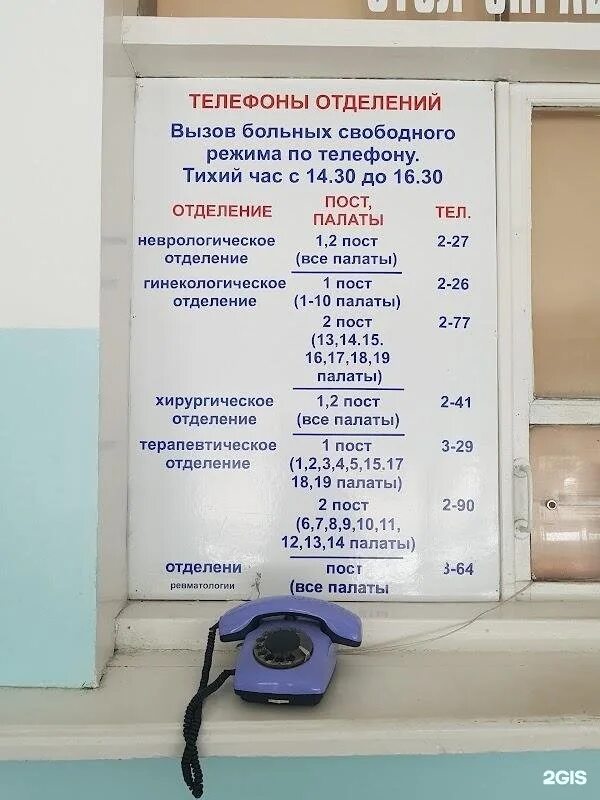 ТЕЛЕФОНЫ ОТДЕЛЕНИЙ
Вызов больных свободного
режима по телефону.
Тихий час с 14.30 до 16.30
ОТДЕЛЕНИЕ ПОСТ, ПАЛАТЫ ТЕЛ.
неврологическое 1,2 пост 2-27
отделение (все палаты)
гинекологическое 1 пост 2-26
отделение (1-10 палаты)
2 пост 2-77
(13,14.15.
16,17,18,19
палаты)
хирургическое 1,2 пост 2-41
отделение (все палаты)
терапевтическое 1 пост 3-29
отделение (1,2,3,4,5,15.17
18,19 палаты)
2 пост 2-90
(6,7,8,9,10,11,
12,13,14 палаты)
отделени пост 3-64
ревматологии (все палаты
2GIS